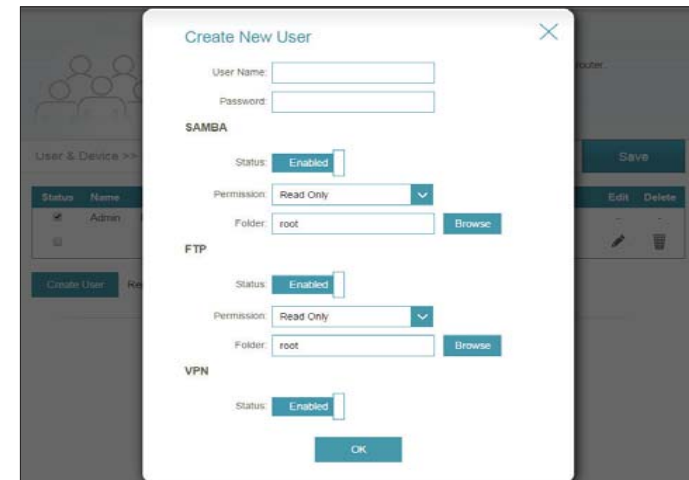 Create New User
router..
User Name:
Password:
SAMBA
User & Device >>
Status: Enabled
Save
Status Name Edit Delete
Permission: Read Only
Admin
Folder: root Browse
FTP
Create User Re
Status: Enabled
Permission: Read Only
Folder: root Browse
VPN
Status: Enabled
OK